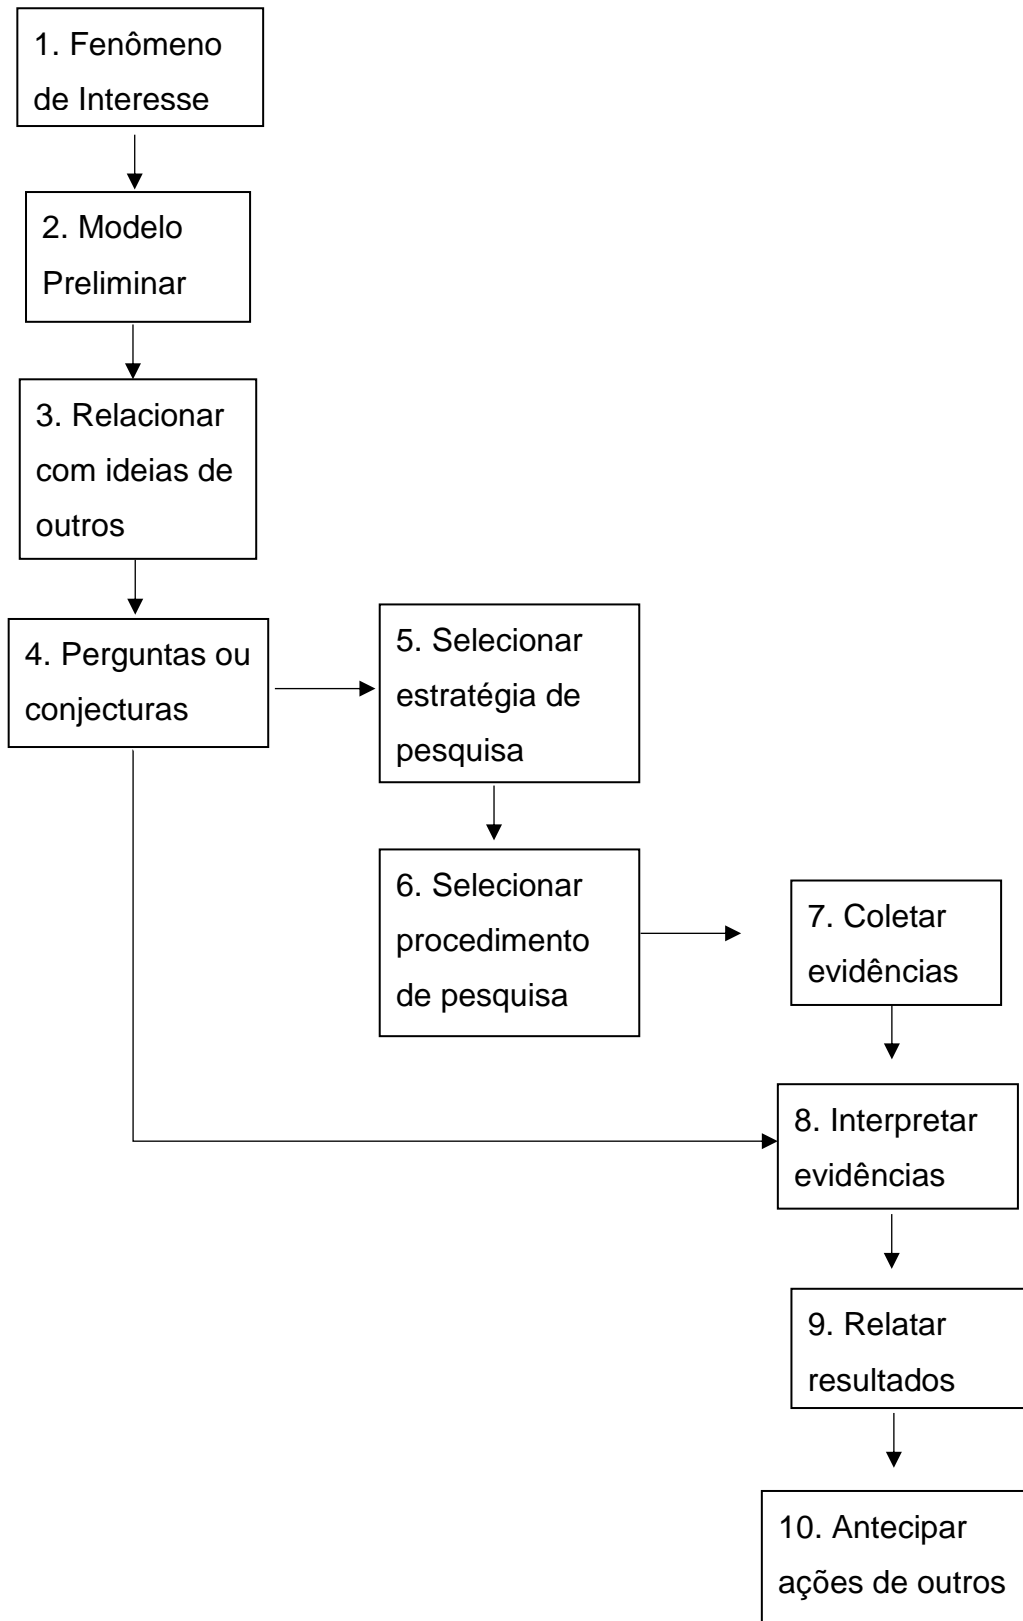 1. Fenômeno
de Interesse
2. Modelo
Preliminar
3. Relacionar
com ideias de
outros
4. Perguntas ou
conjecturas
5. Selecionar
estratégia de
pesquisa
6. Selecionar
procedimento
de pesquisa
7. Coletar
evidências
8. Interpretar
evidências
9. Relatar
resultados
10. Antecipar
ações de outros